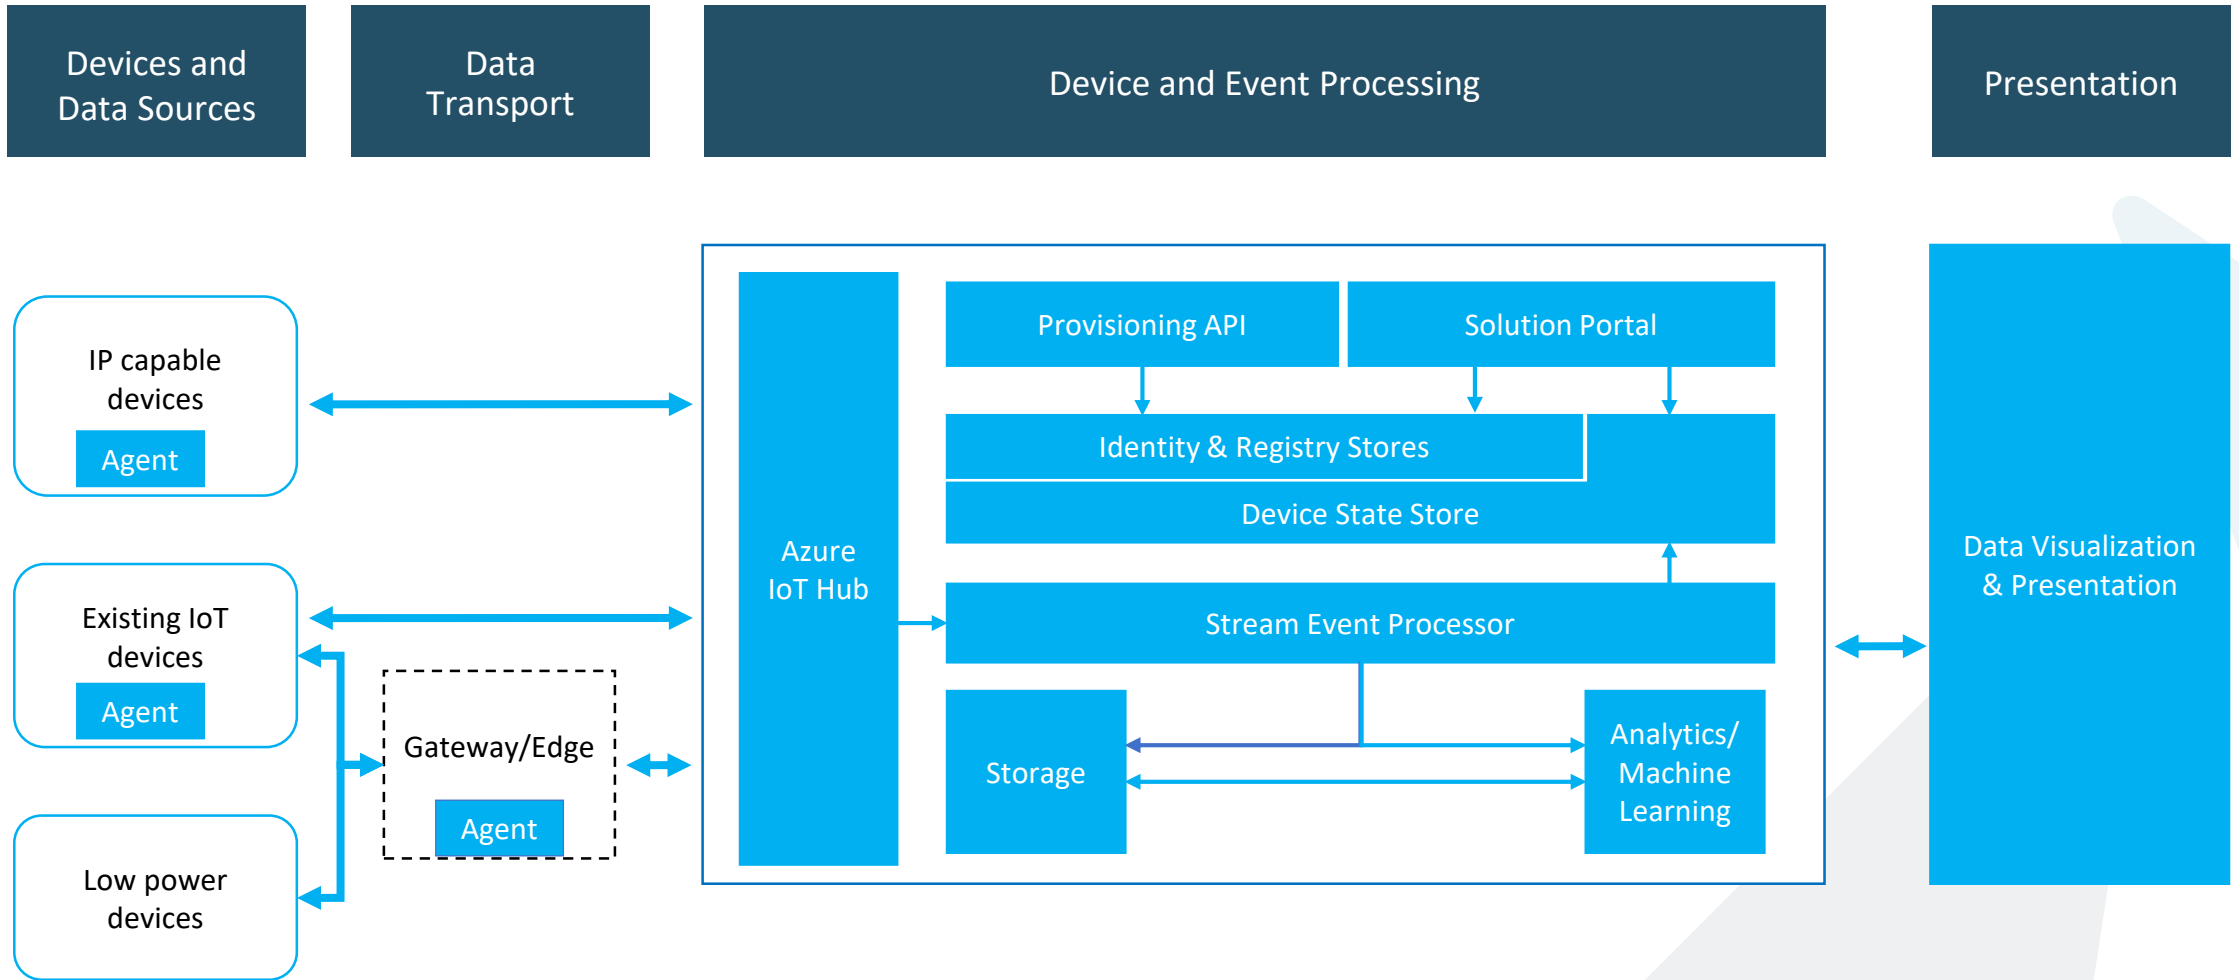 Devices and
Data Sources
Data
Transport
Device and Event Processing
Presentation
IP capable
devices
Agent
Existing IoT
devices
Agent
Low power
devices
Gateway/Edge
Agent
Azure
IoT Hub
Provisioning API
Solution Portal
Identity & Registry Stores
Device State Store
Stream Event Processor
Storage
Analytics/
Machine
Learning
Data Visualization
& Presentation